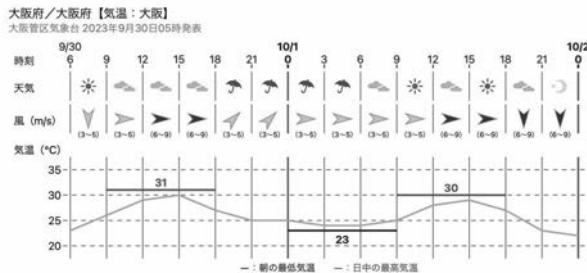 大阪府／大阪府【気温：大阪】
大阪管区気象台 2023年9月30日05時発表
9/30 10/1 10/2
時刻 6 9 12 15 18 21 0 3 6 9 12 15 18 21 0
天気
風（m/s） (3〜5) (3〜5) (6〜9) (6〜9) (3〜5) (3〜5) (3〜5) (3〜5) (3〜5) (3〜5) (6〜9) (6〜9) (6〜9) (6〜9)
気温（℃）
35
30
25
20
31
30
23
ー：朝の最低気温 ー：日中の最高気温